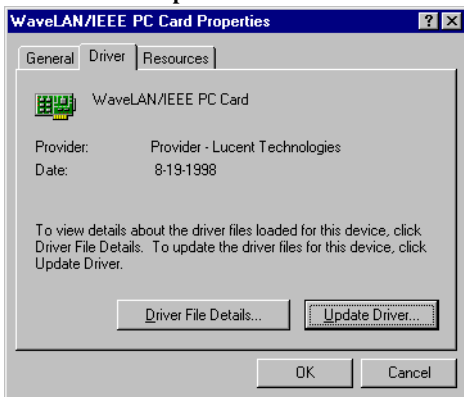 WaveLAN/IEEE PC Card Properties
General Driver Resources
WaveLAN/IEEE PC Card
Provider: Provider - Lucent Technologies
Date: 8-19-1998
To view details about the driver files loaded for this device, click
Driver File Details. To update the driver files for this device, click
Update Driver.
Driver File Details... Update Driver...
OK Cancel